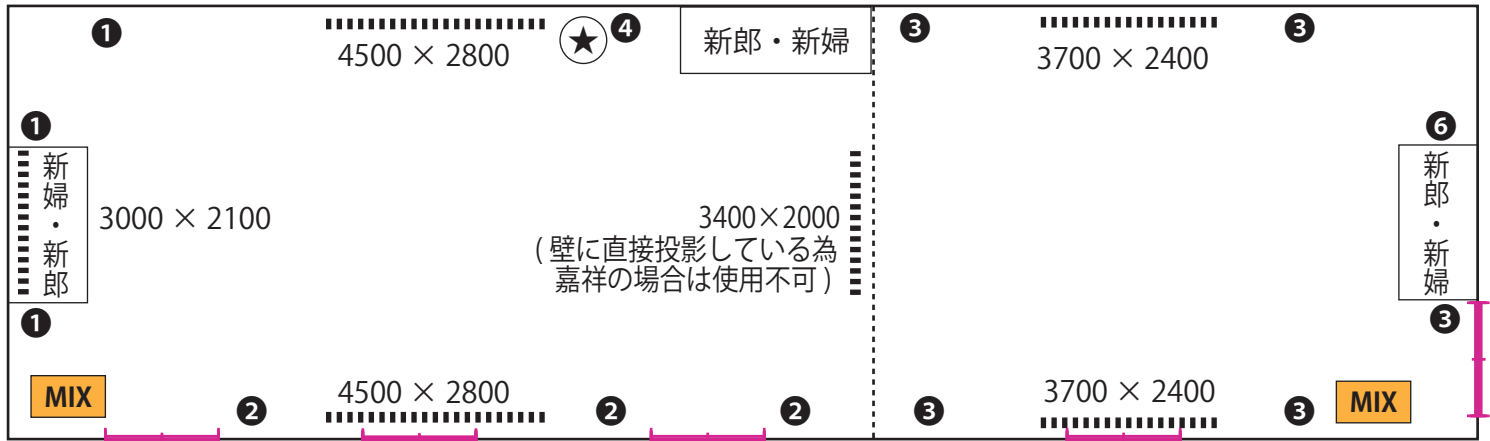 ❶
4500 × 2800
★
❹
新郎・新婦
❸
3700 × 2400
❸
❶
新婦・新郎
3000 × 2100
❶
3400×2000
( 壁に直接投影している為
嘉祥の場合は使用不可 )
❻
新郎・新婦
❸
MIX
❷
4500 × 2800
❷
❷
❸
3700 × 2400
❸
MIX